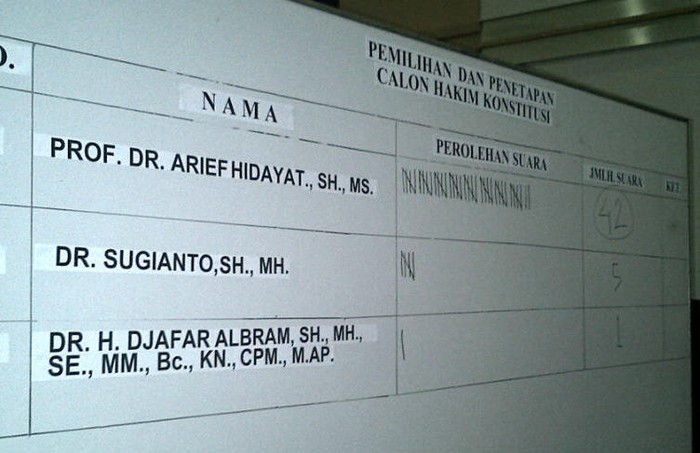 PEMILIHAN DAN PENETAPAN
CALON HAKIM KONSTITUSI
O.
NAMA
PEROLEHAN SUARA
JMLH. SUARA
KET.
PROF. DR. ARIEF HIDAYAT., SH., MS.
42
DR. SUGIANTO,SH., MH.
5
DR. H. DJAFAR ALBRAM, SH., MH.,
SE., MM., Bc., KN., CPM., M.AP.
1